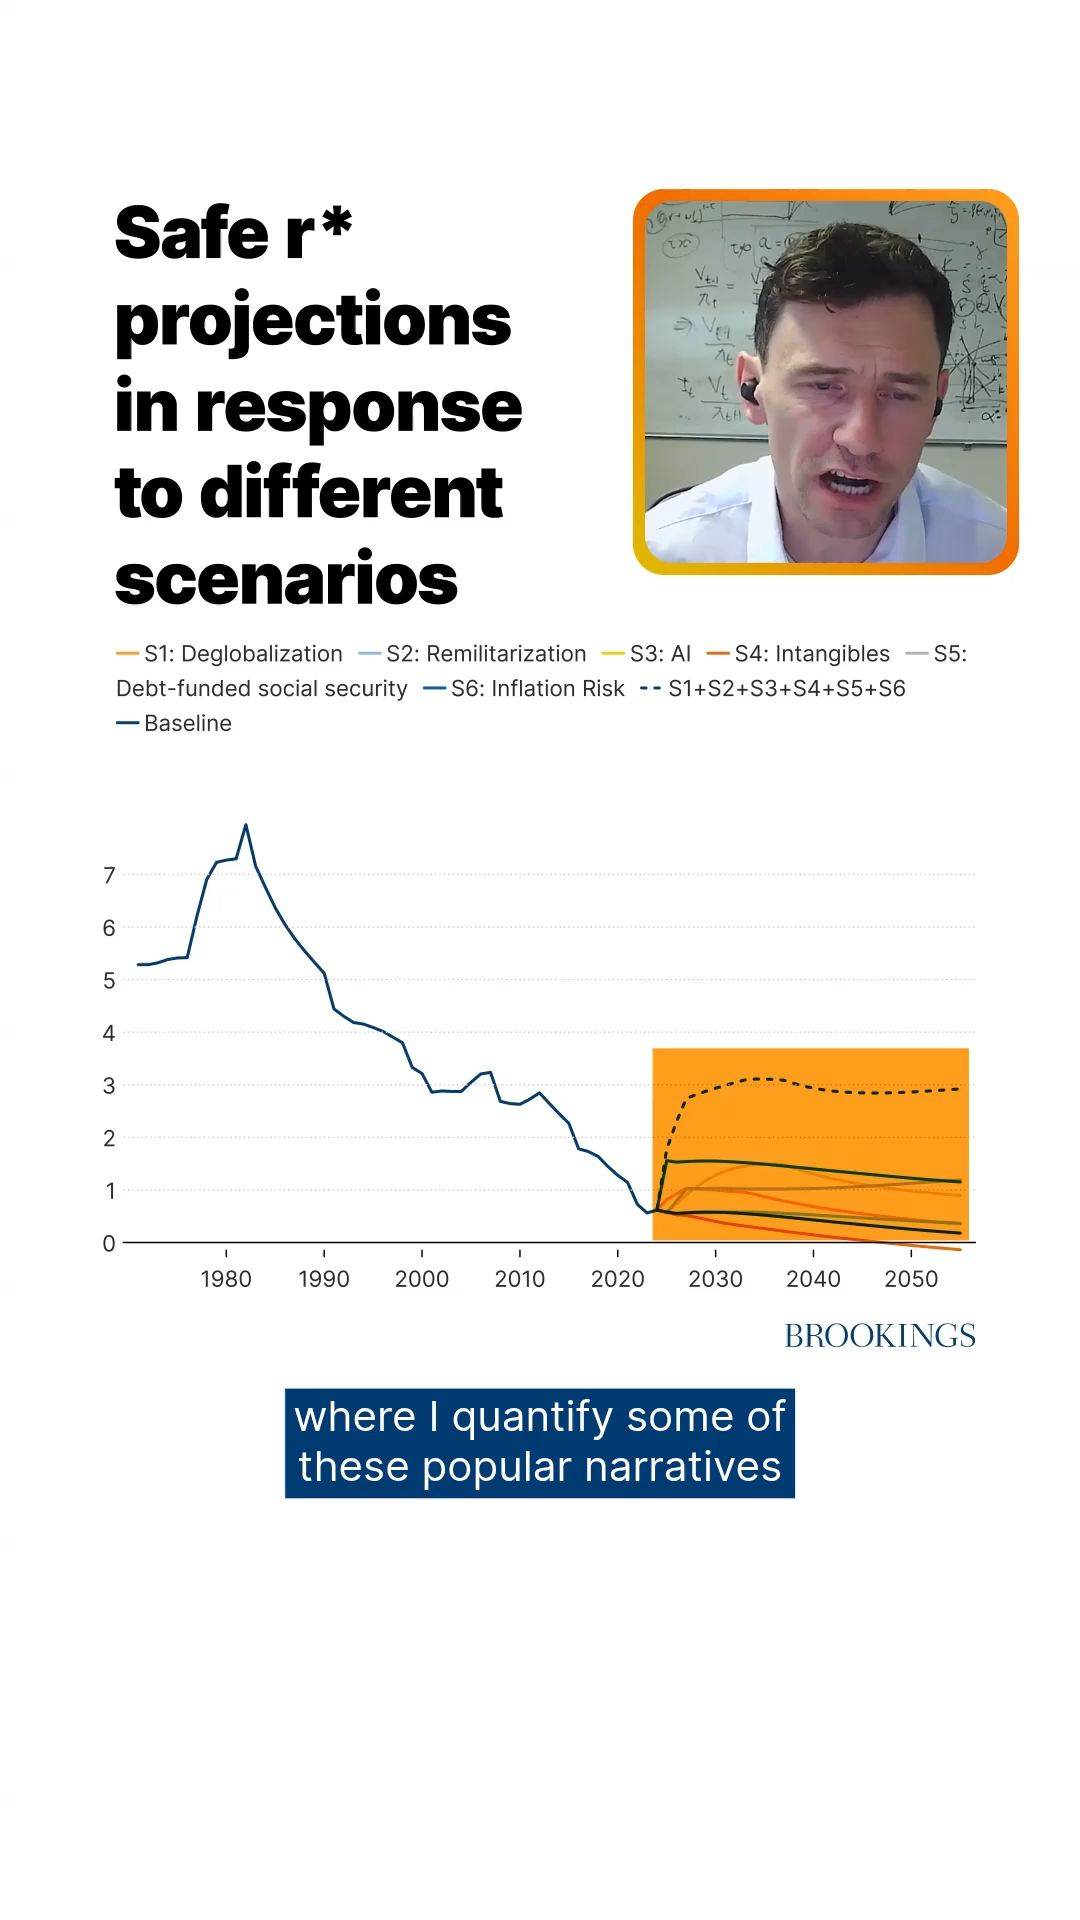 Safe r*
projections
in response
to different
scenarios
S1: Deglobalization S2: Remilitarization S3: AI S4: Intangibles S5:
Debt-funded social security S6: Inflation Risk S1+S2+S3+S4+S5+S6
Baseline
7
6
5
4
3
2
1
0
1980 1990 2000 2010 2020 2030 2040 2050
BROOKINGS
where I quantify some of
these popular narratives